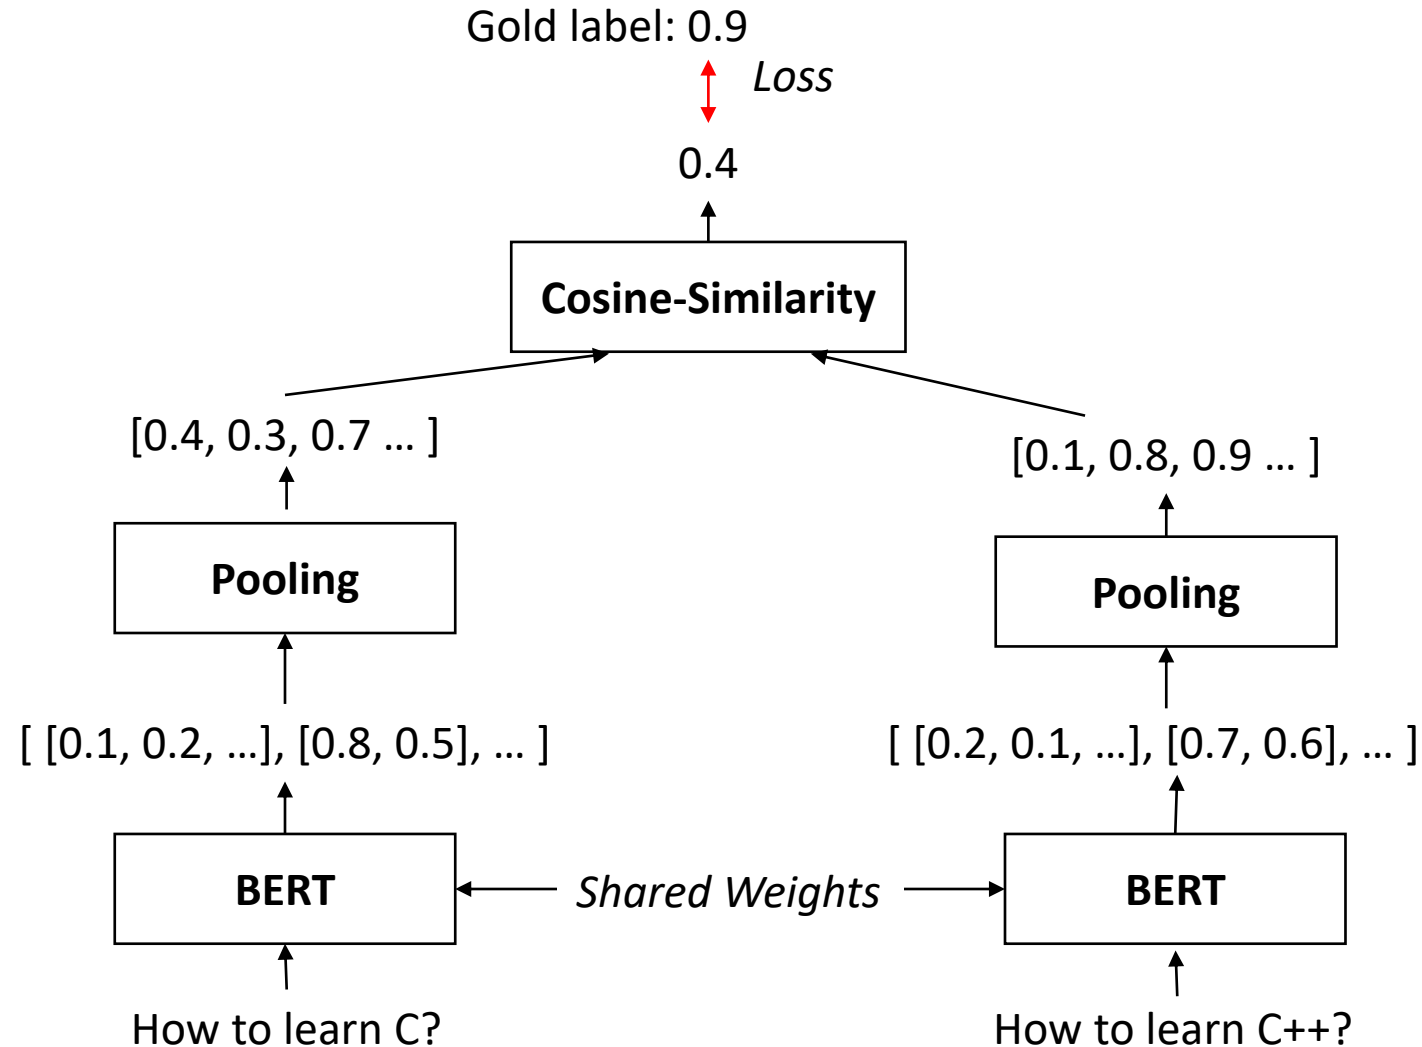 Gold label: 0.9
Loss
0.4
Cosine-Similarity
[0.4, 0.3, 0.7 ... ]
[0.1, 0.8, 0.9 ... ]
Pooling
Pooling
[ [0.1, 0.2, ...], [0.8, 0.5], ... ]
[ [0.2, 0.1, ...], [0.7, 0.6], ... ]
BERT
Shared Weights
BERT
How to learn C?
How to learn C++?